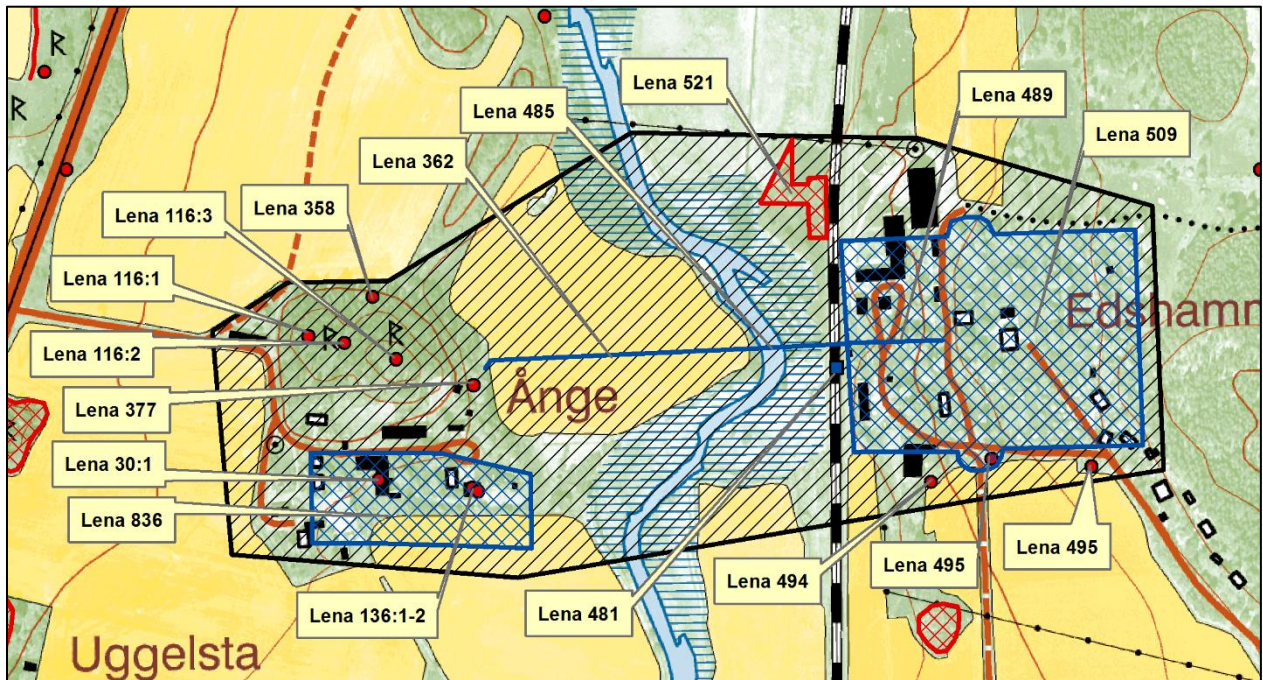 Lena 521
Lena 489
Lena 485
Lena 509
Lena 362
Lena 116:3
Lena 358
Lena 116:1
Lena 116:2
Lena 377
Lena 30:1
Lena 836
Lena 136:1-2
Lena 481
Lena 494
Lena 495
Lena 495
Edshamm
Ånge
Uggelsta
R
R
R
R
R